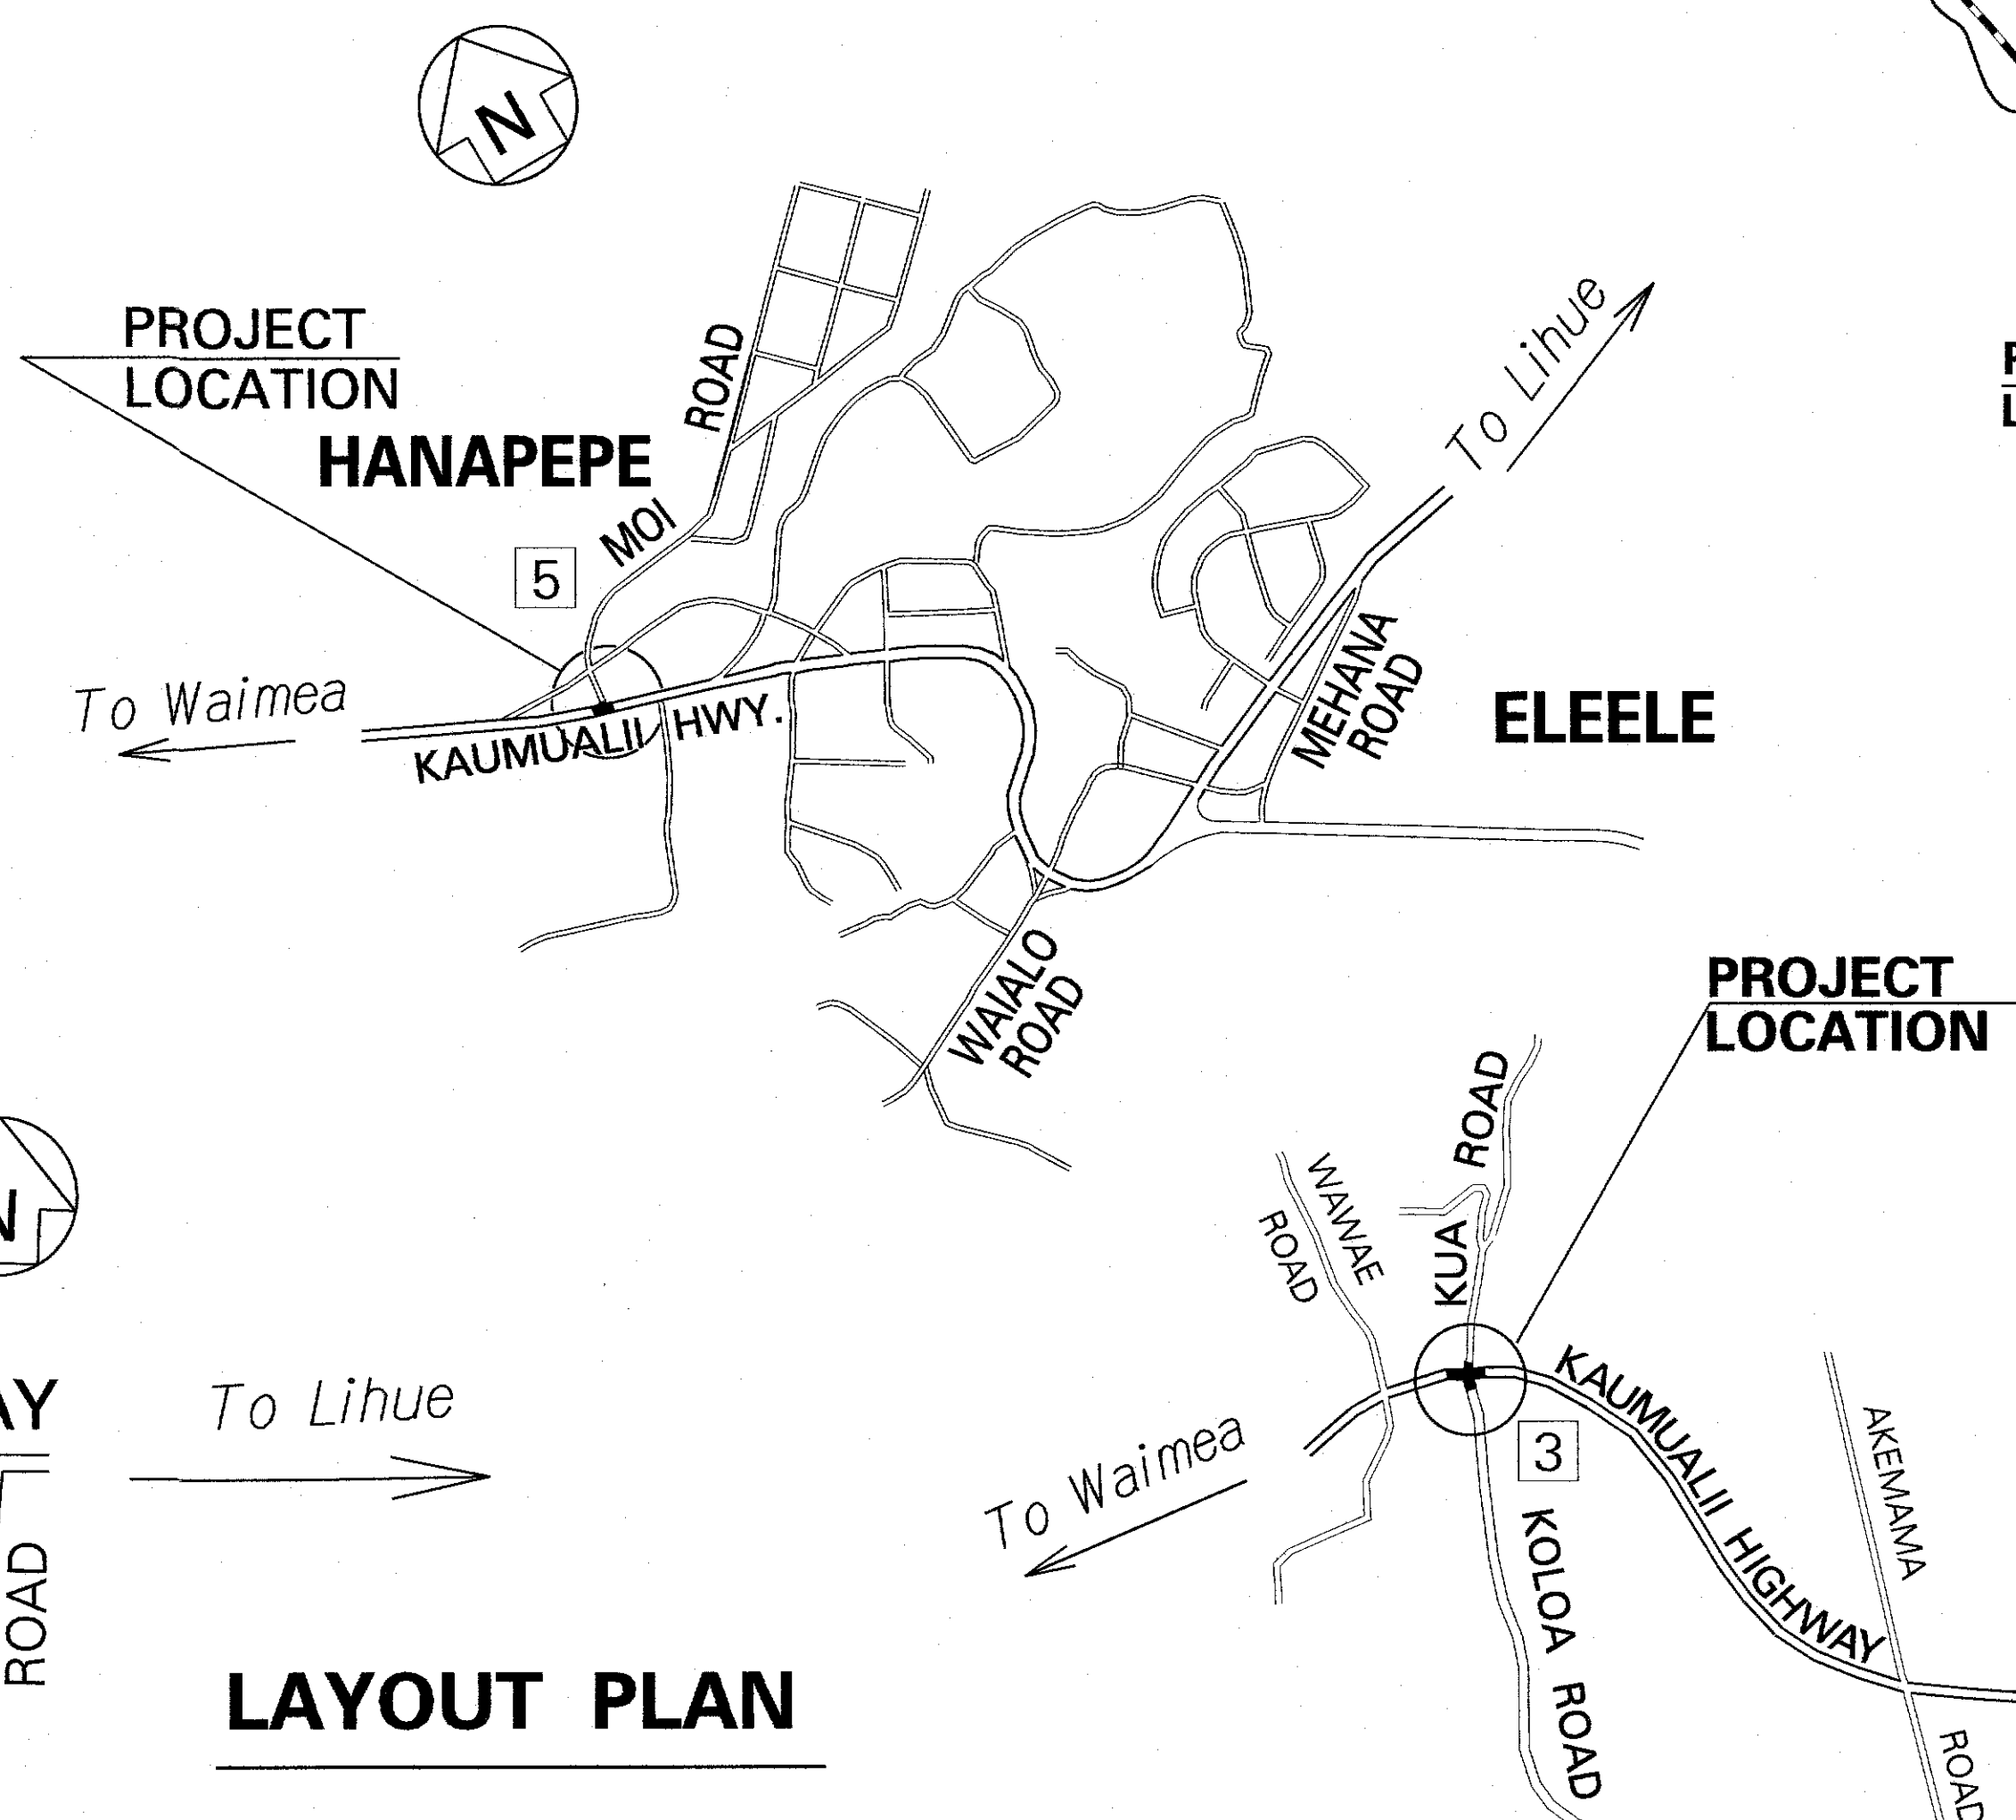 N
PROJECT
LOCATION
HANAPEPE
MOI ROAD
5
To Lihue
To Waimea
KAUMUALII HWY.
MEHANA
ROAD
ELEELE
WAIALO
ROAD
PROJECT
LOCATION
KUA ROAD
WAWAE
ROAD
N
AY
To Lihue
ROAD
To Waimea
3
KAUMUALII HIGHWAY
KOLOA ROAD
AKEMAMA
ROAD
LAYOUT PLAN